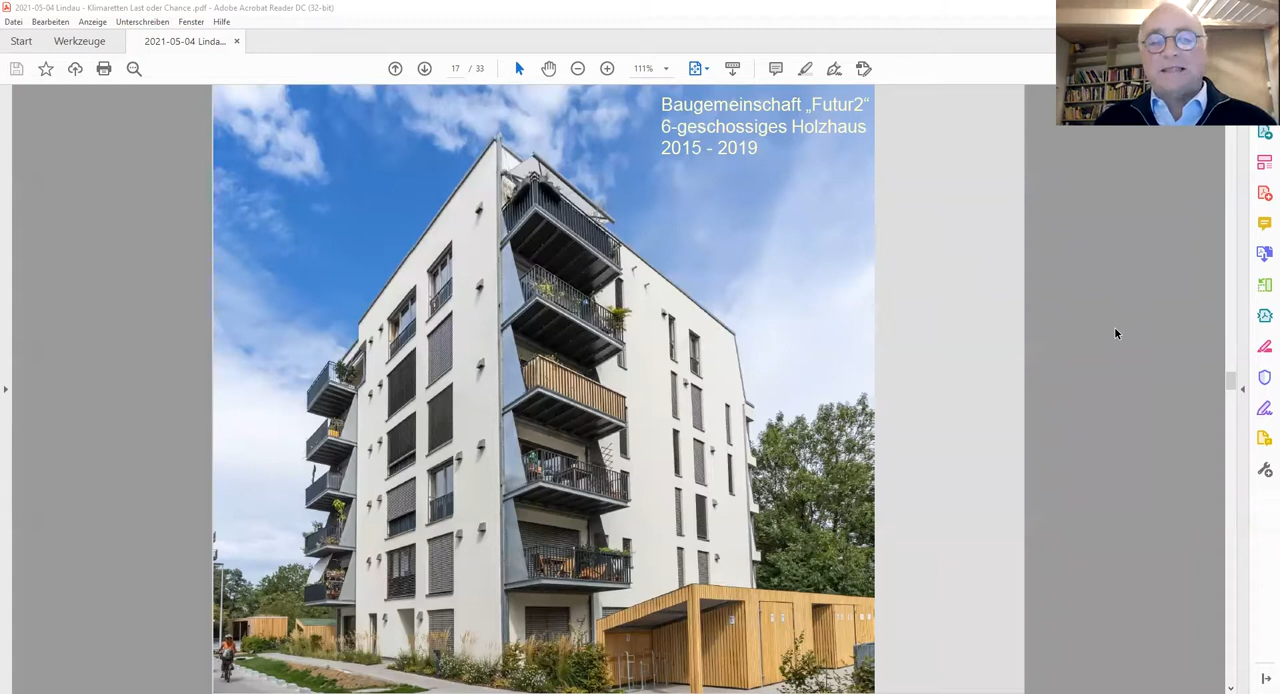 2021-05-04 Lindau - Klimaretten Last oder Chance .pdf - Adobe Acrobat Reader DC (32-bit)
Datei Bearbeiten Anzeige Unterschreiben Fenster Hilfe
Start Werkzeuge 2021-05-04 Linda... ×
17 / 33 111%
Baugemeinschaft „Futur2“
6-geschossiges Holzhaus
2015 - 2019